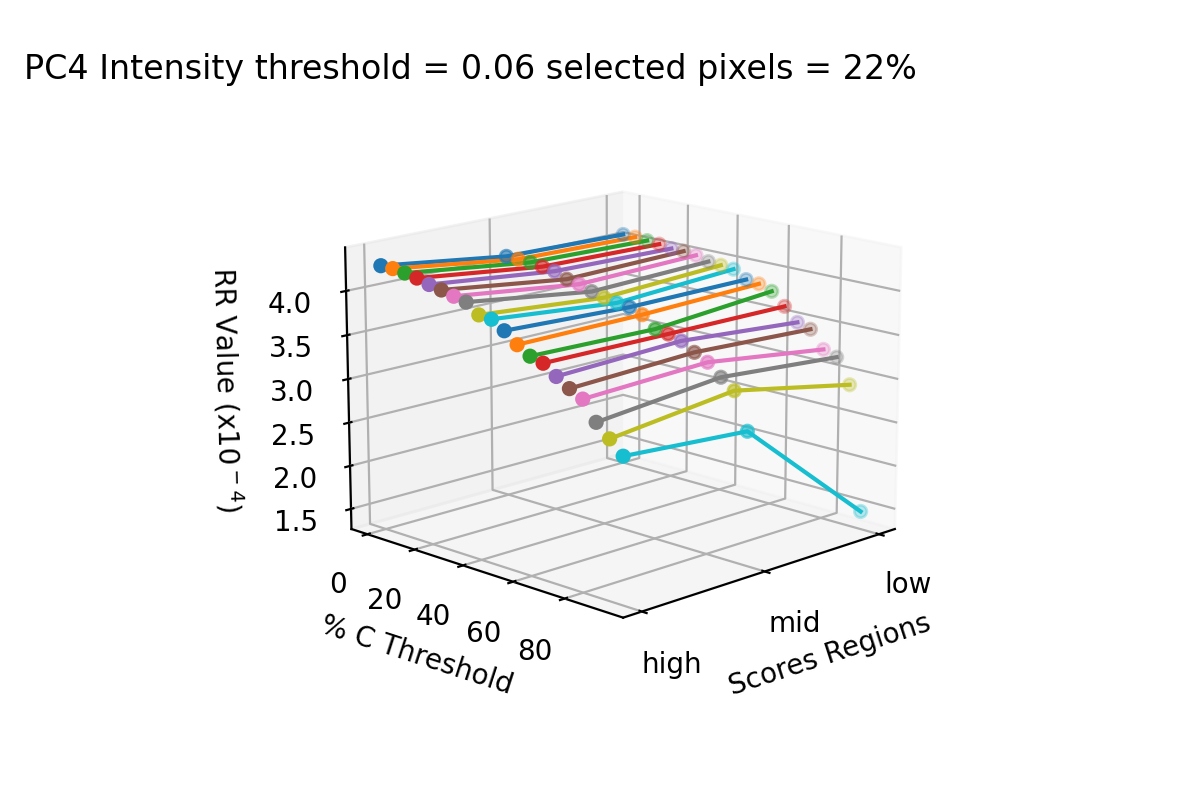 PC4 Intensity threshold = 0.06 selected pixels = 22%
RR Value (x10⁻⁴)
4.0
3.5
3.0
2.5
2.0
1.5
0
20
40
60
80
% C Threshold
high
mid
low
Scores Regions